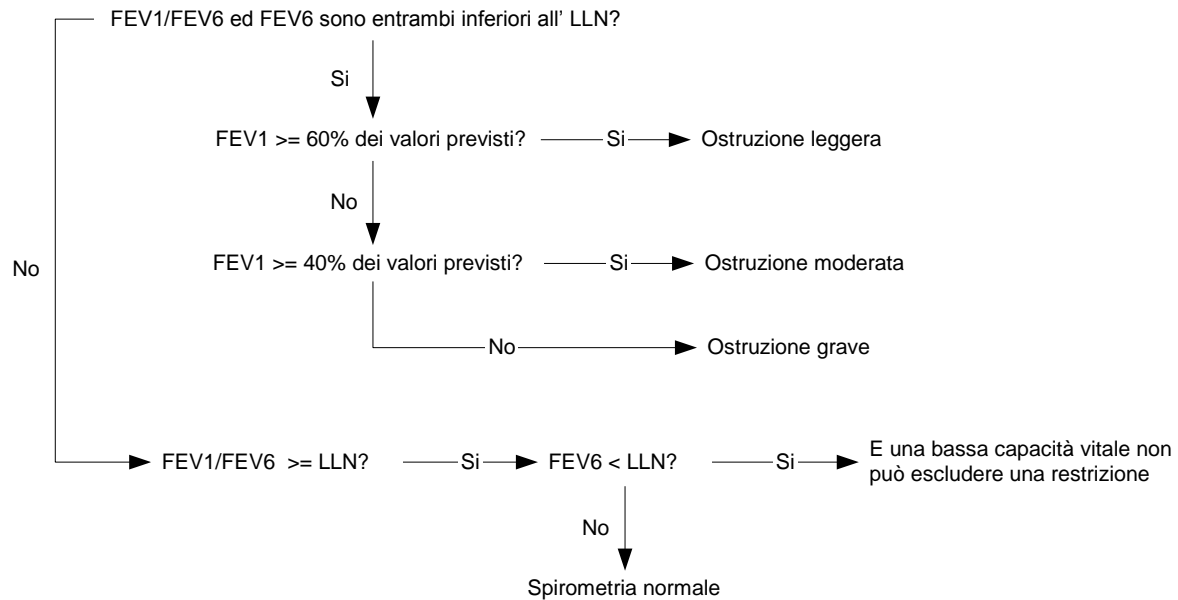 FEV1/FEV6 ed FEV6 sono entrambi inferiori all' LLN?
Si
FEV1 >= 60% dei valori previsti?
Si
Ostruzione leggera
No
FEV1 >= 40% dei valori previsti?
Si
Ostruzione moderata
No
No
Ostruzione grave
FEV1/FEV6 >= LLN?
Si
FEV6 < LLN?
Si
E una bassa capacità vitale non
può escludere una restrizione
No
Spirometria normale